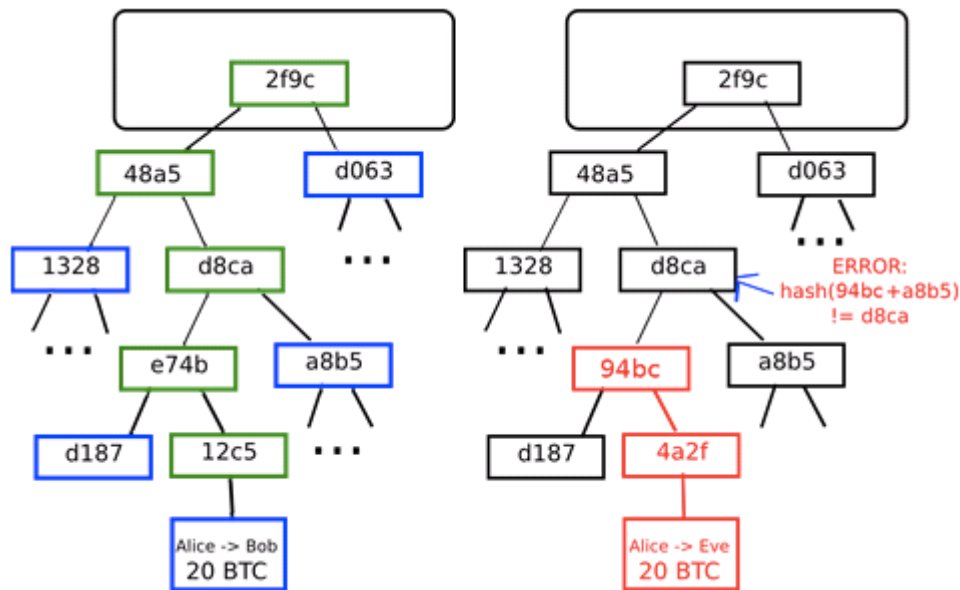 2f9c
48a5
d063
1328
d8ca
...
...
e74b
a8b5
d187
12c5
...
Alice -> Bob
20 BTC
2f9c
48a5
d063
1328
d8ca
...
ERROR:
hash(94bc+a8b5)
!= d8ca
...
94bc
a8b5
d187
4a2f
Alice -> Eve
20 BTC